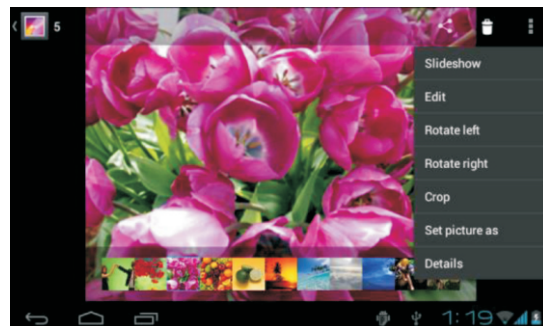 5
Slideshow
Edit
Rotate left
Rotate right
Crop
Set picture as
Details
1:19